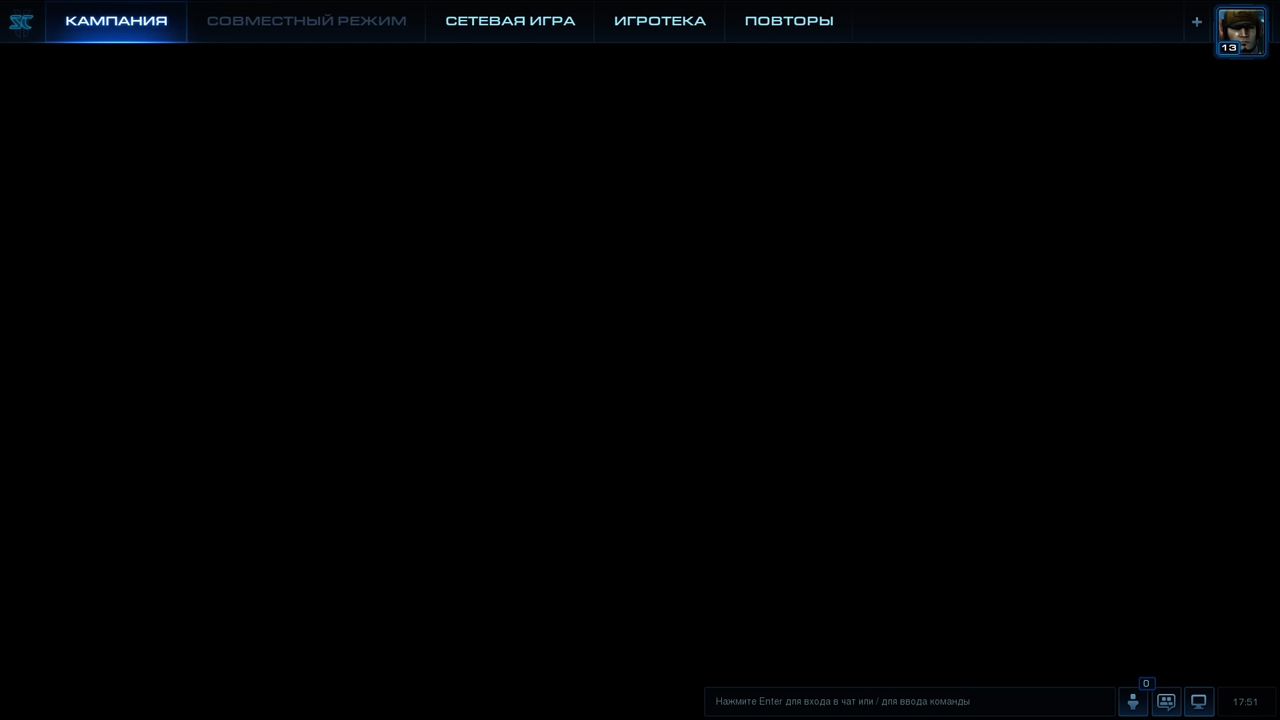 КАМПАНИЯ СОВМЕСТНЫЙ РЕЖИМ СЕТЕВАЯ ИГРА ИГРОТЕКА ПОВТОРЫ +
13
0
Нажмите Enter для входа в чат или / для ввода команды
17:51